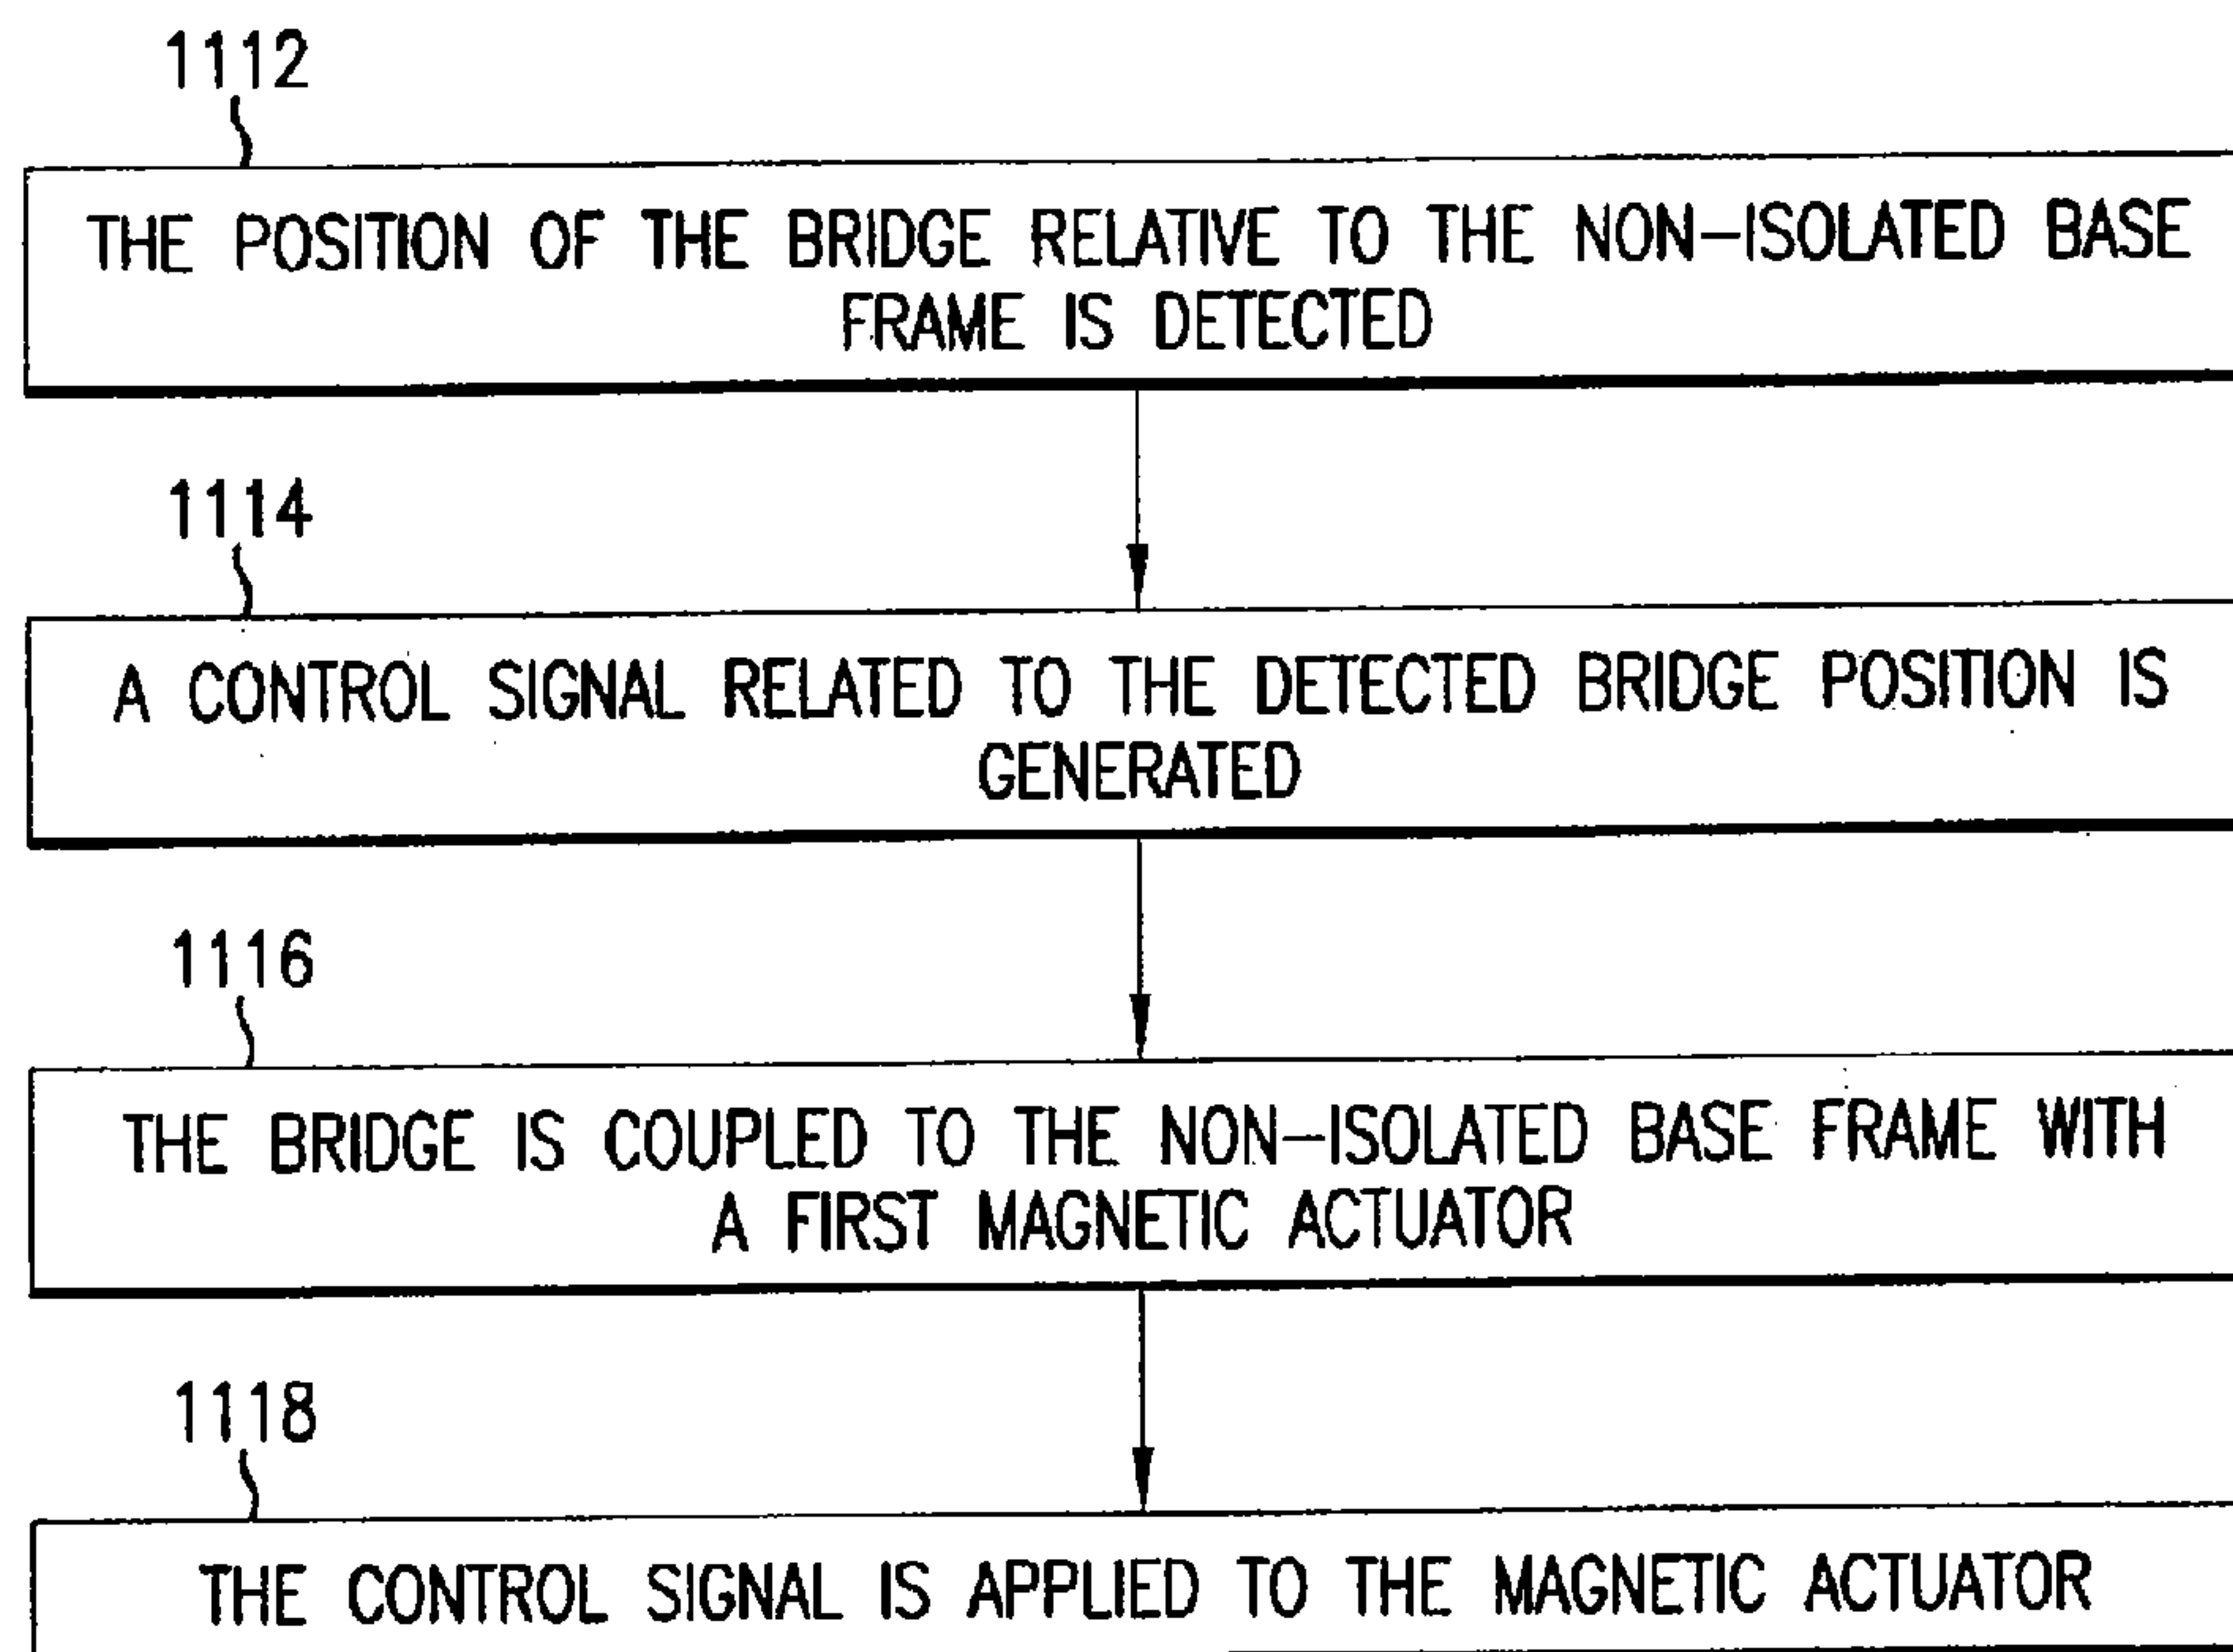 1112
THE POSITION OF THE BRIDGE RELATIVE TO THE NON-ISOLATED BASE
FRAME IS DETECTED
1114
A CONTROL SIGNAL RELATED TO THE DETECTED BRIDGE POSITION IS
GENERATED
1116
THE BRIDGE IS COUPLED TO THE NON-ISOLATED BASE FRAME WITH
A FIRST MAGNETIC ACTUATOR
1118
THE CONTROL SIGNAL IS APPLIED TO THE MAGNETIC ACTUATOR